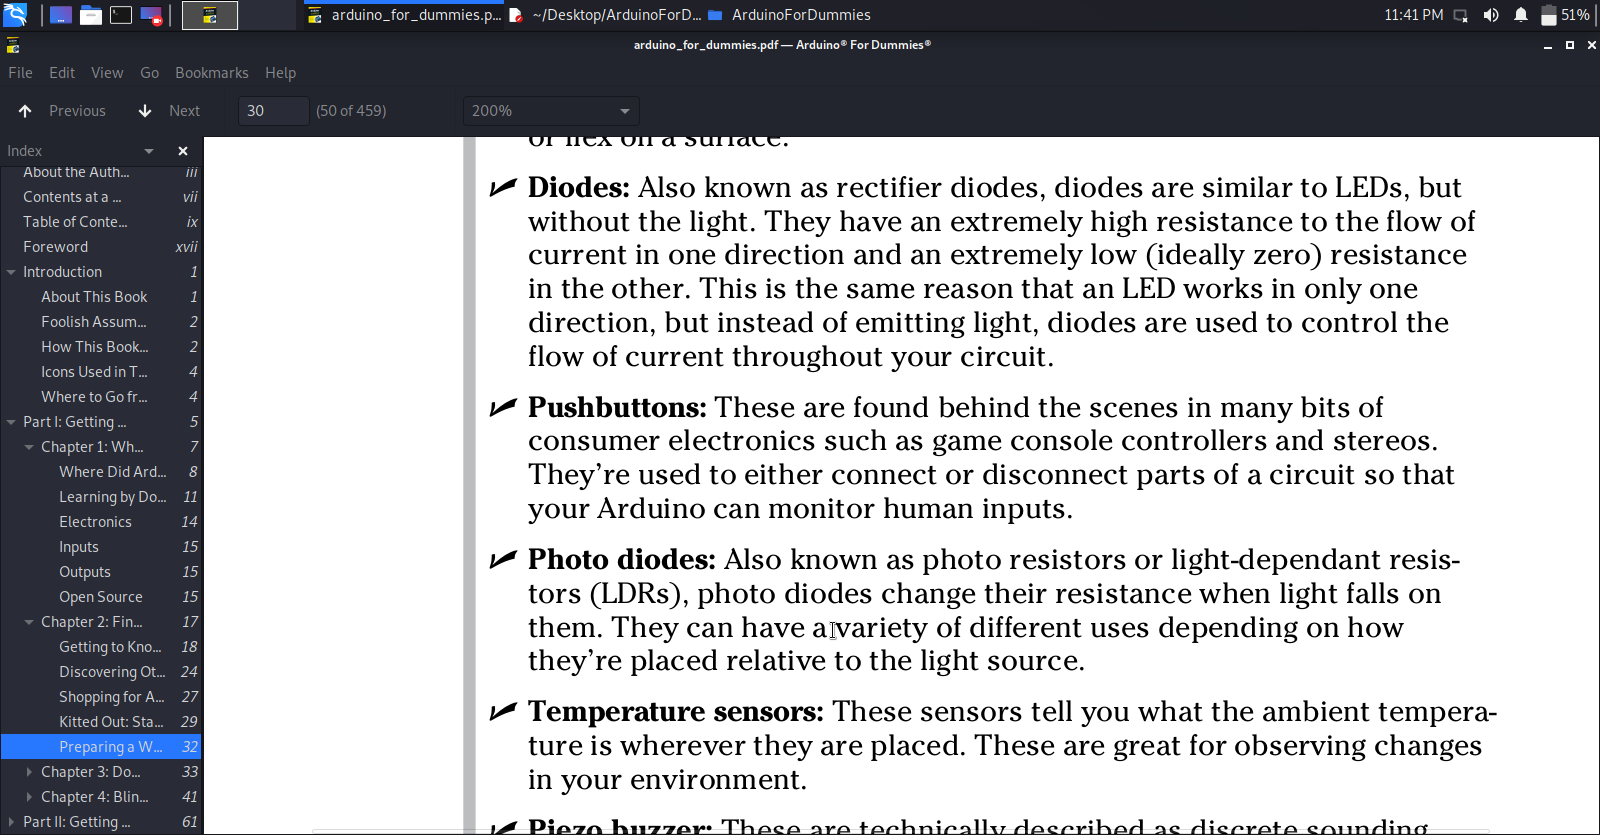 arduino_for_dummies.p...
~/Desktop/ArduinoForD...
ArduinoForDummies
11:41 PM
51%
arduino_for_dummies.pdf — Arduino® For Dummies®
File Edit View Go Bookmarks Help
Previous Next 30 (50 of 459) 200%
Index
About the Auth... iii
Contents at a ... vii
Table of Conte... ix
Foreword xvii
Introduction 1
About This Book 1
Foolish Assum... 2
How This Book... 2
Icons Used in T... 4
Where to Go fr... 4
Part I: Getting ... 5
Chapter 1: Wh... 7
Where Did Ard... 8
Learning by Do... 11
Electronics 14
Inputs 15
Outputs 15
Open Source 15
Chapter 2: Fin... 17
Getting to Kno... 18
Discovering Ot... 24
Shopping for A... 27
Kitted Out: Sta... 29
Preparing a W... 32
Chapter 3: Do... 33
Chapter 4: Blin... 41
Part II: Getting ... 61
or flex on a surface.
Diodes: Also known as rectifier diodes, diodes are similar to LEDs, but
without the light. They have an extremely high resistance to the flow of
current in one direction and an extremely low (ideally zero) resistance
in the other. This is the same reason that an LED works in only one
direction, but instead of emitting light, diodes are used to control the
flow of current throughout your circuit.
Pushbuttons: These are found behind the scenes in many bits of
consumer electronics such as game console controllers and stereos.
They’re used to either connect or disconnect parts of a circuit so that
your Arduino can monitor human inputs.
Photo diodes: Also known as photo resistors or light-dependant resis-
tors (LDRs), photo diodes change their resistance when light falls on
them. They can have a variety of different uses depending on how
they’re placed relative to the light source.
Temperature sensors: These sensors tell you what the ambient tempera-
ture is wherever they are placed. These are great for observing changes
in your environment.
Piezo buzzer: These are technically described as discrete sounding